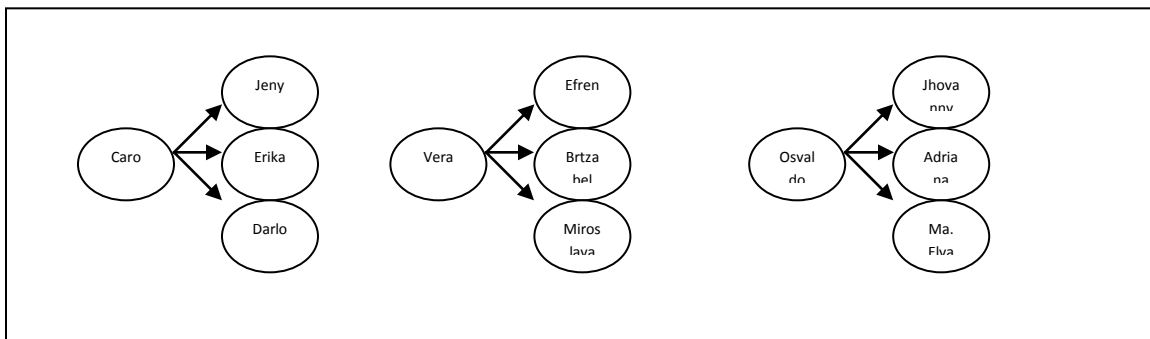 Jeny
Caro
Erika
Darlo
Efren
Vera
Brtza
bel
Miros
lava
Jhova
nny
Osval
do
Adria
na
Ma.
Elva